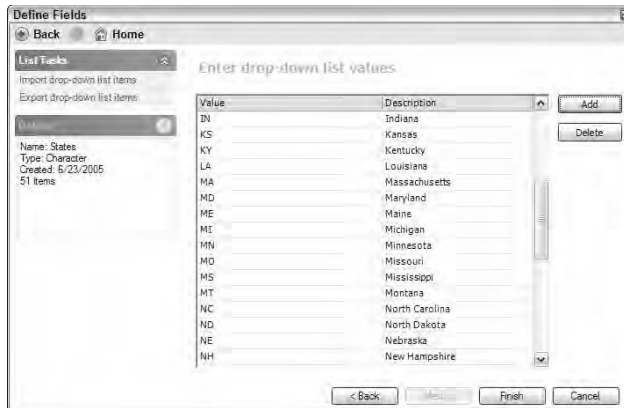 Define Fields
Back Home
List Tasks
Import drop-down list items
Export drop-down list items
Details
Name: States
Type: Character
Created: 6/23/2005
51 Items
Enter drop-down list values
Value Description
IN Indiana
KS Kansas
KY Kentucky
LA Louisiana
MA Massachusetts
MD Maryland
ME Maine
MI Michigan
MN Minnesota
MO Missouri
MS Mississippi
MT Montana
NC North Carolina
ND North Dakota
NE Nebraska
NH New Hampshire
Add
Delete
< Back Next > Finish Cancel